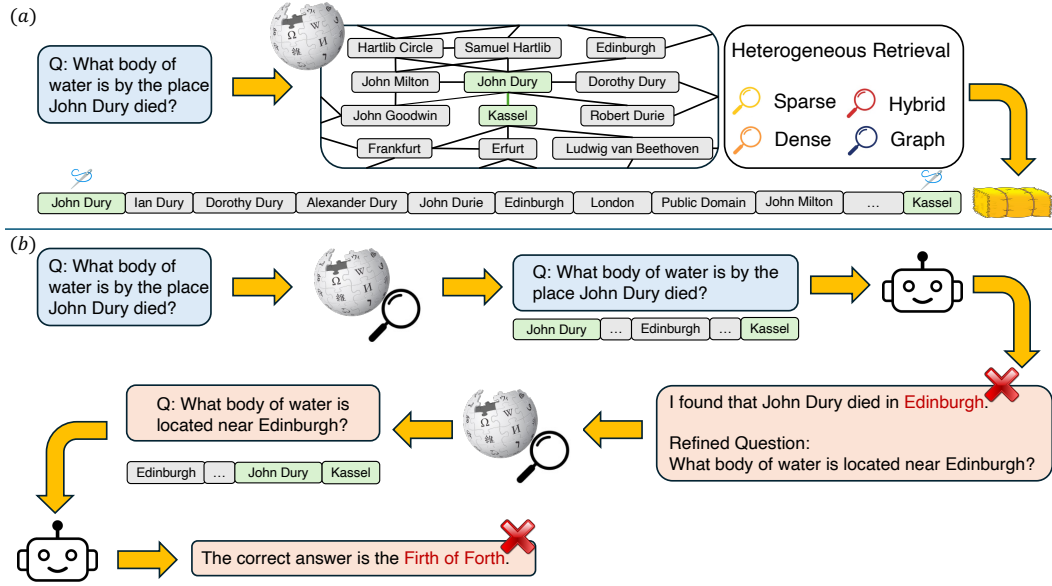 (a)
Q: What body of
water is by the place
John Dury died?
Hartlib Circle
Samuel Hartlib
Edinburgh
John Milton
John Dury
Dorothy Dury
John Goodwin
Kassel
Robert Durie
Frankfurt
Erfurt
Ludwig van Beethoven
Heterogeneous Retrieval
Sparse
Hybrid
Dense
Graph
John Dury
Ian Dury
Dorothy Dury
Alexander Dury
John Durie
Edinburgh
London
Public Domain
John Milton
...
Kassel
(b)
Q: What body of
water is by the place
John Dury died?
Q: What body of water is by the
place John Dury died?
John Dury
...
Edinburgh
...
Kassel
I found that John Dury died in Edinburgh.
Refined Question:
What body of water is located near Edinburgh?
Q: What body of water is
located near Edinburgh?
Edinburgh
...
John Dury
Kassel
The correct answer is the Firth of Forth.